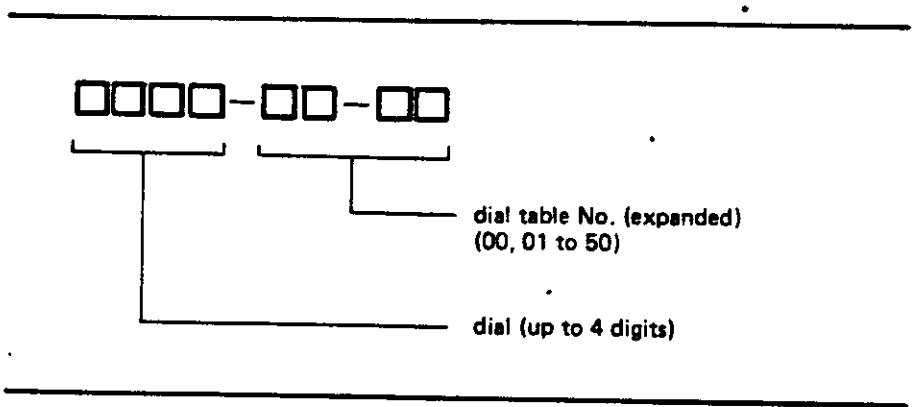 □□□□ – □□ – □□
dial table No. (expanded)
(00, 01 to 50)
dial (up to 4 digits)